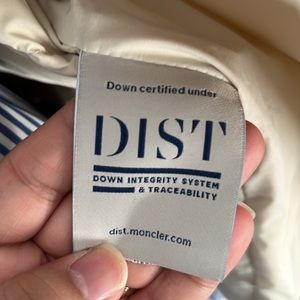 Down certified under
DIST
DOWN INTEGRITY SYSTEM
& TRACEABILITY
dist.moncler.com